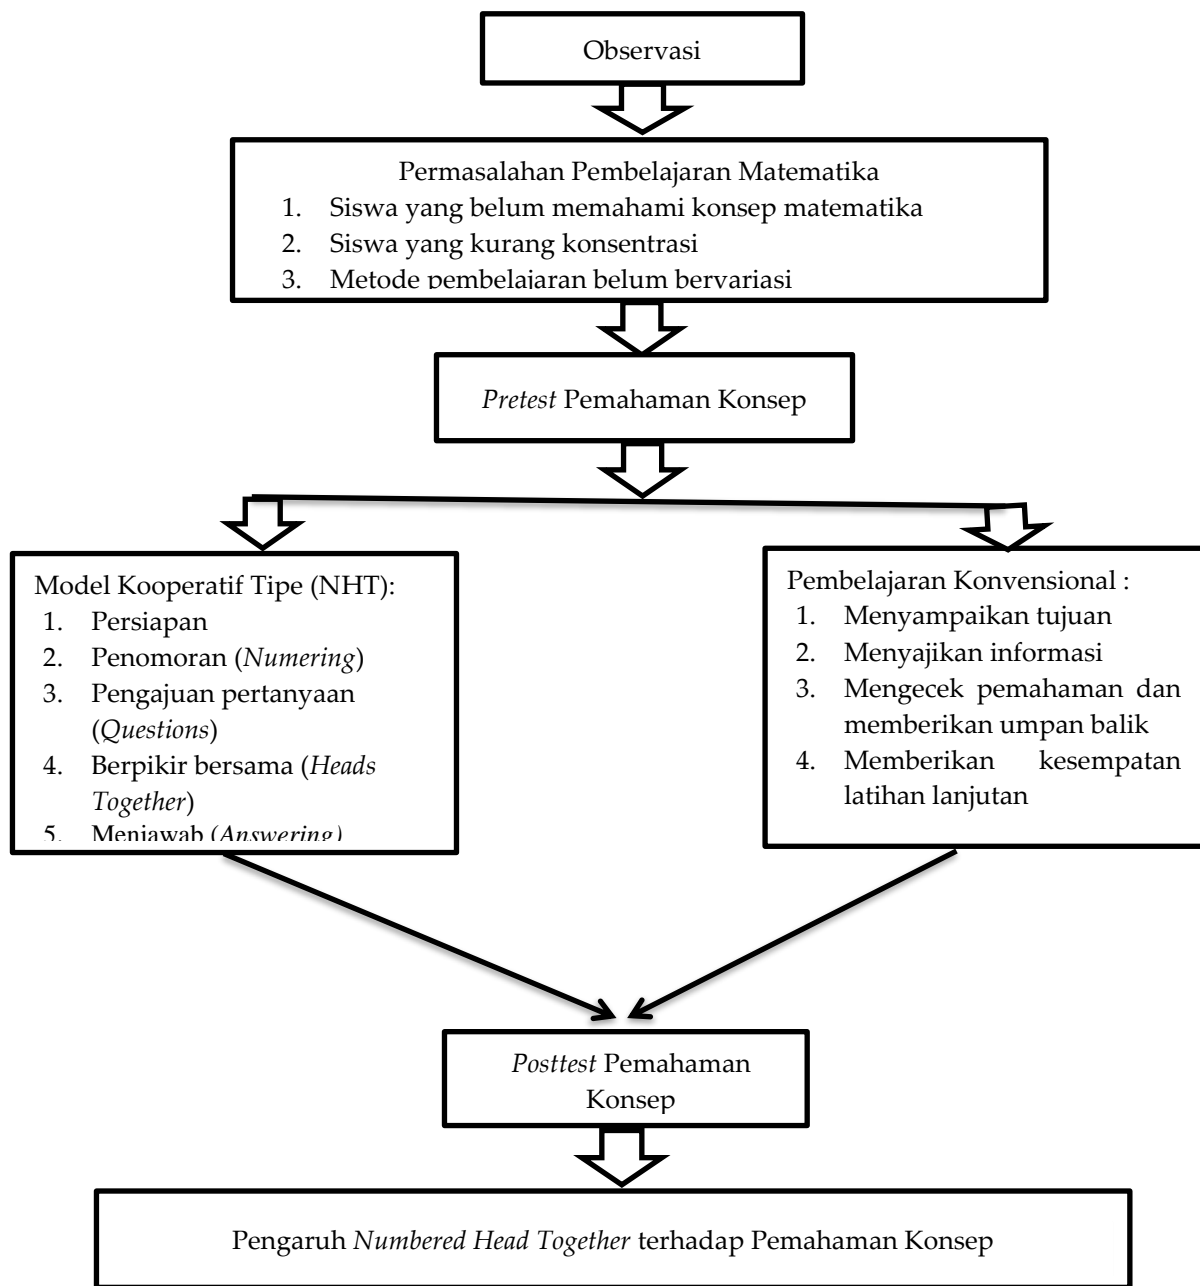 Observasi
Permasalahan Pembelajaran Matematika
1. Siswa yang belum memahami konsep matematika
2. Siswa yang kurang konsentrasi
3. Metode pembelajaran belum bervariasi
Pretest Pemahaman Konsep
Model Kooperatif Tipe (NHT):
1. Persiapan
2. Penomoran (Numering)
3. Pengajuan pertanyaan
(Questions)
4. Berpikir bersama (Heads
Together)
5. Menjawab (Answering)
Pembelajaran Konvensional :
1. Menyampaikan tujuan
2. Menyajikan informasi
3. Mengecek pemahaman dan
memberikan umpan balik
4. Memberikan kesempatan
latihan lanjutan
Posttest Pemahaman
Konsep
Pengaruh Numbered Head Together terhadap Pemahaman Konsep